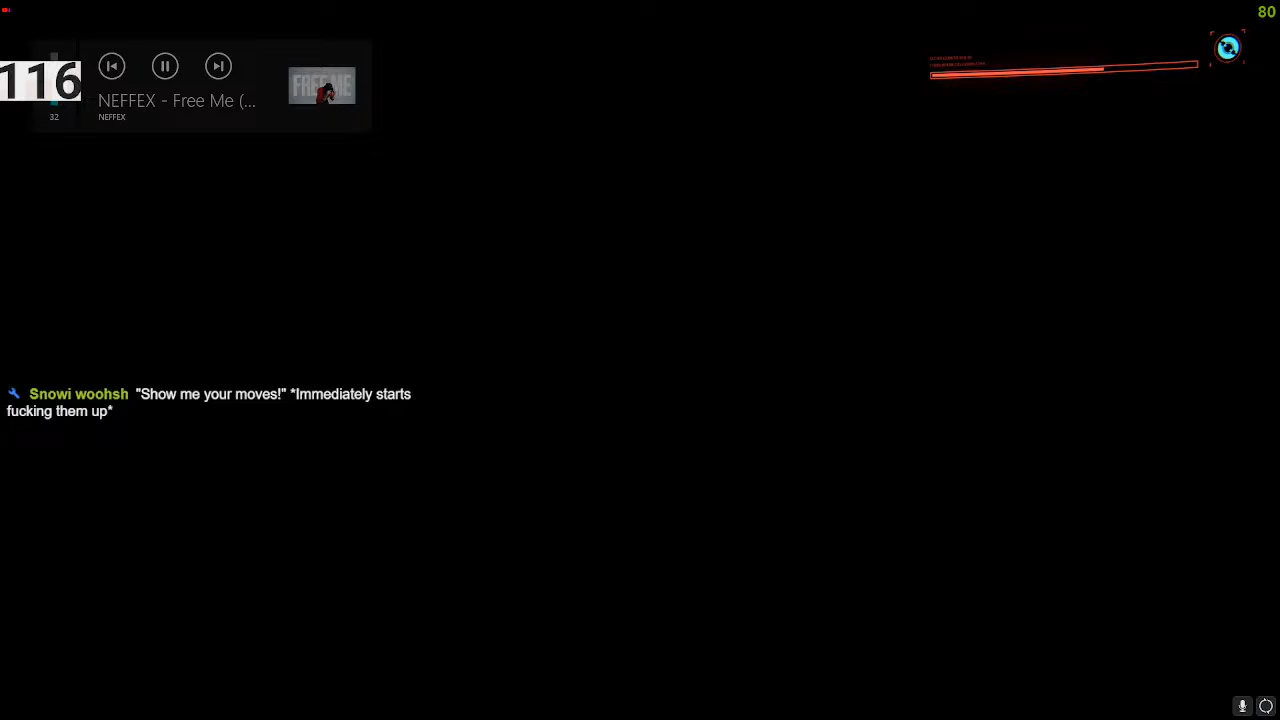 80
116
NEFFEX - Free Me (...
NEFFEX
32
FREE ME
Snowi woohsh "Show me your moves!" *Immediately starts
fucking them up*